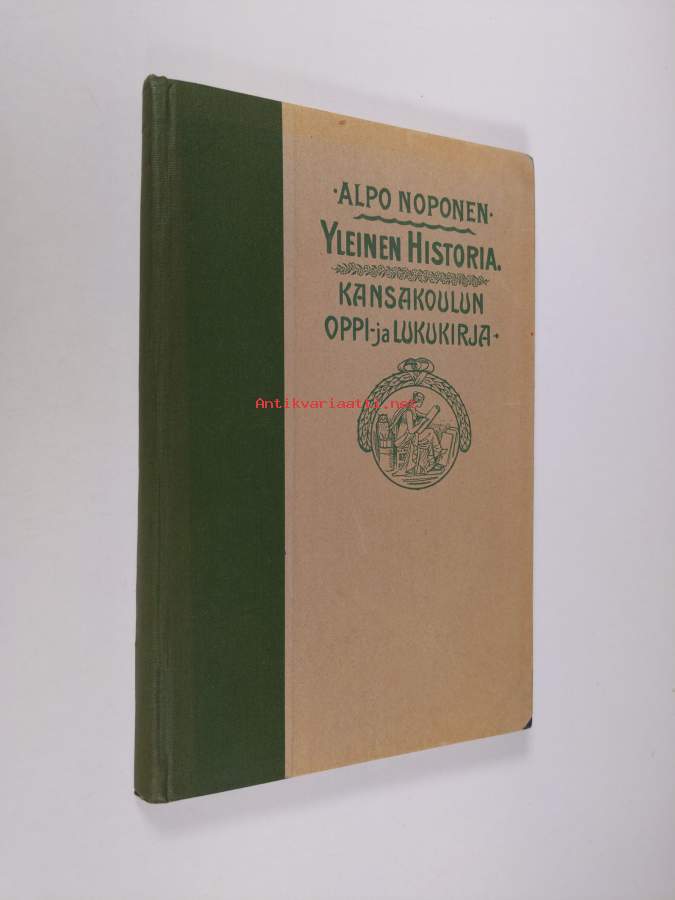 ·ALPO NOPONEN·
YLEINEN HISTORIA.
KANSAKOULUN
OPPI- ja LUKUKIRJA·
Antikvariaatti.net